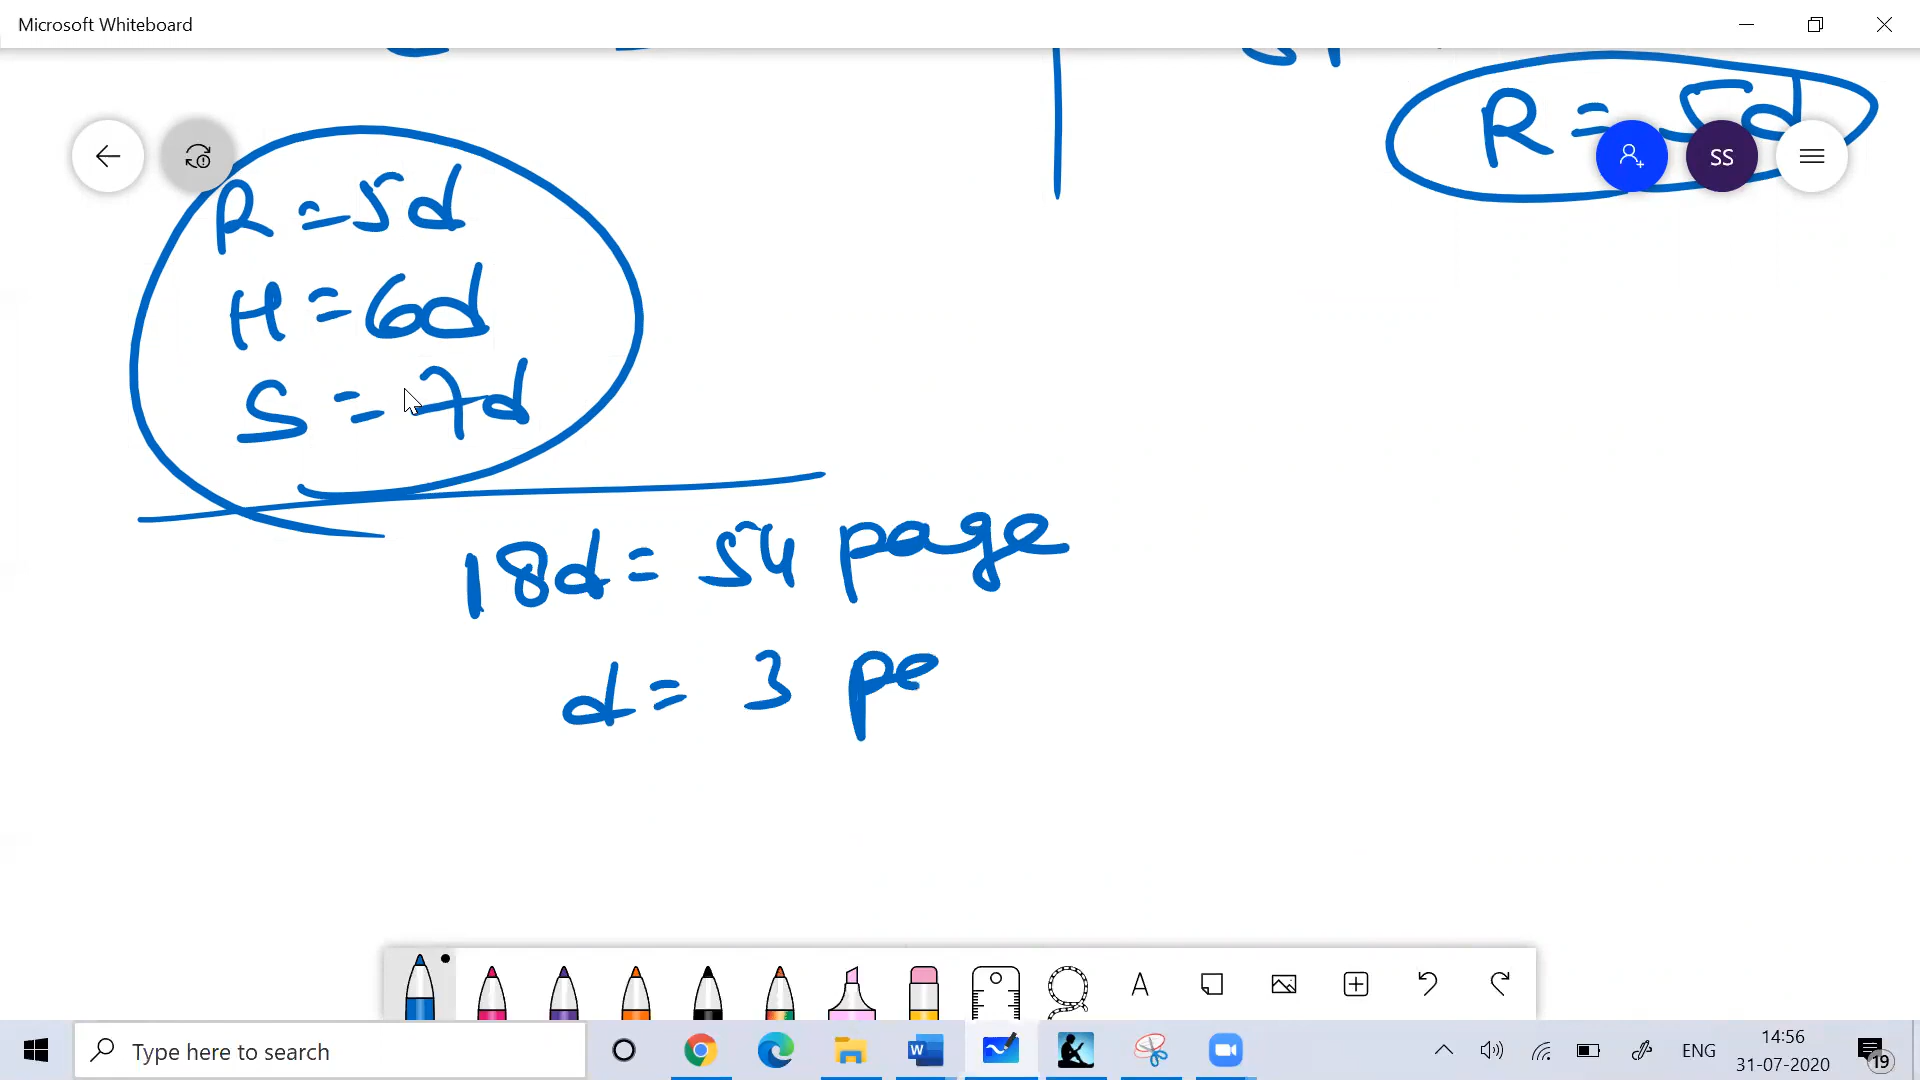 Microsoft Whiteboard
R = 5d
SS
R = 5d
H = 6d
S = 7d
18d = 54 page
d = 3 pe
A
Type here to search
W
ENG
14:56
31-07-2020
19